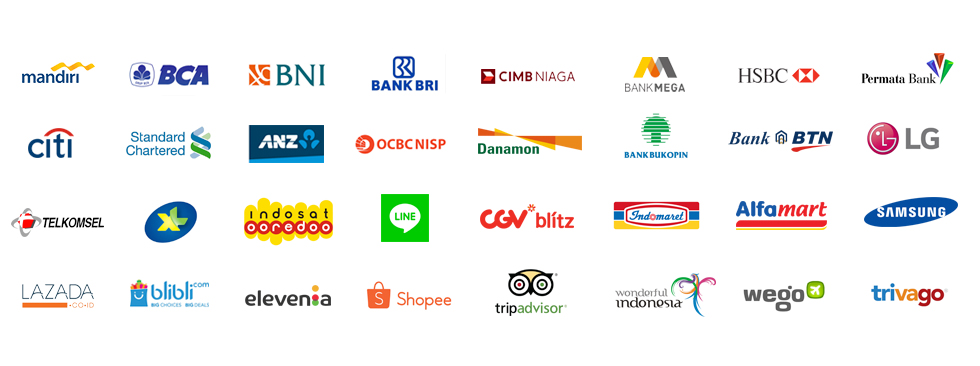 mandiri
BCA
BNI
BANK BRI
CIMB NIAGA
BANK MEGA
HSBC
Permata Bank
citi
Standard
Chartered
ANZ
OCBC NISP
Danamon
BANK BUKOPIN
Bank BTN
LG
TELKOMSEL
XL
indosat
ooredoo
LINE
CGV blitz
Indomaret
Alfamart
SAMSUNG
LAZADA
.CO.ID
blibli.com
BIG CHOICES BIG DEALS
elevenia
S Shopee
tripadvisor
wonderful
indonesia
wego
trivago